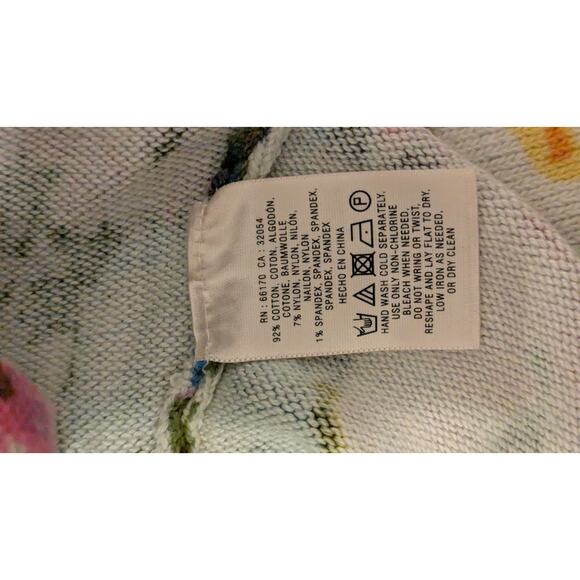 RN : 66170 CA : 32054
92% COTTON, COTON, ALGODÓN,
COTONE, BAUMWOLLE
7% NYLON, NYLON, NILÓN,
NAILON, NYLON
1% SPANDEX, SPANDEX, SPANDEX,
SPANDEX, SPANDEX
HECHO EN CHINA
P
HAND WASH COLD SEPARATELY,
USE ONLY NON-CHLORINE
BLEACH WHEN NEEDED,
DO NOT WRING OR TWIST,
RESHAPE AND LAY FLAT TO DRY,
LOW IRON AS NEEDED,
OR DRY CLEAN